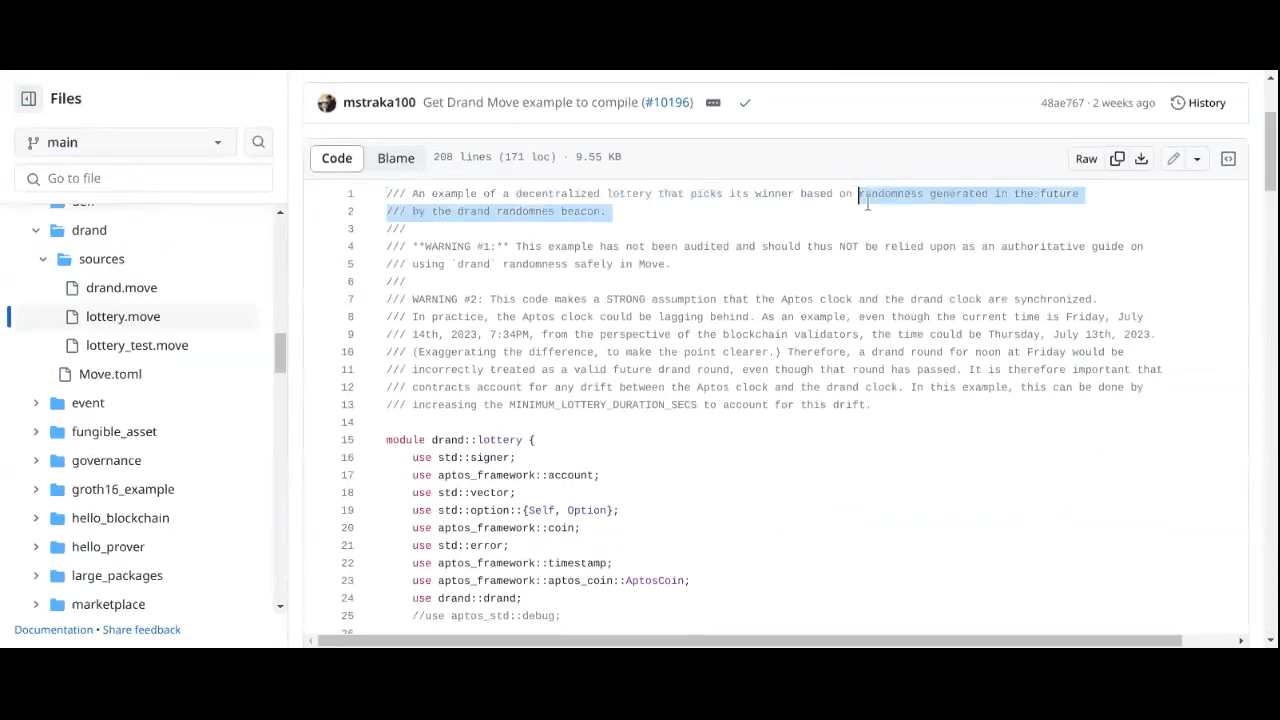 Files
main
Go to file
drand
sources
drand.move
lottery.move
lottery_test.move
Move.toml
event
fungible_asset
governance
groth16_example
hello_blockchain
hello_prover
large_packages
marketplace
Documentation • Share feedback
mstraka100 Get Drand Move example to compile (#10196)
48ae767 · 2 weeks ago
History
Code Blame 208 lines (171 loc) · 9.55 KB
Raw
1 /// An example of a decentralized lottery that picks its winner based on randomness generated in the future
2 /// by the drand randomnes beacon.
3 ///
4 /// **WARNING #1:** This example has not been audited and should thus NOT be relied upon as an authoritative guide on
5 /// using `drand` randomness safely in Move.
6 ///
7 /// WARNING #2: This code makes a STRONG assumption that the Aptos clock and the drand clock are synchronized.
8 /// In practice, the Aptos clock could be lagging behind. As an example, even though the current time is Friday, July
9 /// 14th, 2023, 7:34PM, from the perspective of the blockchain validators, the time could be Thursday, July 13th, 2023.
10 /// (Exaggerating the difference, to make the point clearer.) Therefore, a drand round for noon at Friday would be
11 /// incorrectly treated as a valid future drand round, even though that round has passed. It is therefore important that
12 /// contracts account for any drift between the Aptos clock and the drand clock. In this example, this can be done by
13 /// increasing the MINIMUM_LOTTERY_DURATION_SECS to account for this drift.
14
15 module drand::lottery {
16 use std::signer;
17 use aptos_framework::account;
18 use std::vector;
19 use std::option::{Self, Option};
20 use aptos_framework::coin;
21 use std::error;
22 use aptos_framework::timestamp;
23 use aptos_framework::aptos_coin::AptosCoin;
24 use drand::drand;
25 //use aptos_std::debug;